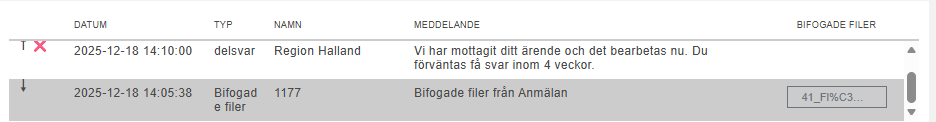 DATUM TYP NAMN MEDDELANDE BIFOGADE FILER
2025-12-18 14:10:00 delsvar Region Halland Vi har mottagit ditt ärende och det bearbetas nu. Du
förväntas få svar inom 4 veckor.
2025-12-18 14:05:38 Bifogad 1177 Bifogade filer från Anmälan 41_FI%C3...
e filer